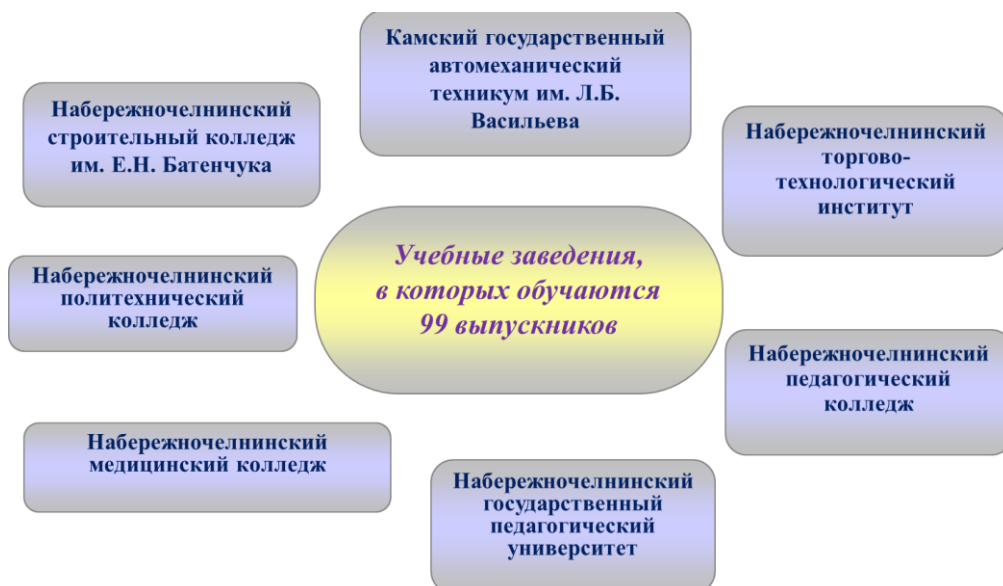 Камский государственный
автомеханический
техникум им. Л.Б.
Васильева
Набережночелнинский
строительный колледж
им. Е.Н. Батенчука
Набережночелнинский
торгово-
технологический
институт
Учебные заведения,
в которых обучаются
99 выпускников
Набережночелнинский
политехнический
колледж
Набережночелнинский
педагогический
колледж
Набережночелнинский
медицинский колледж
Набережночелнинский
государственный
педагогический
университет